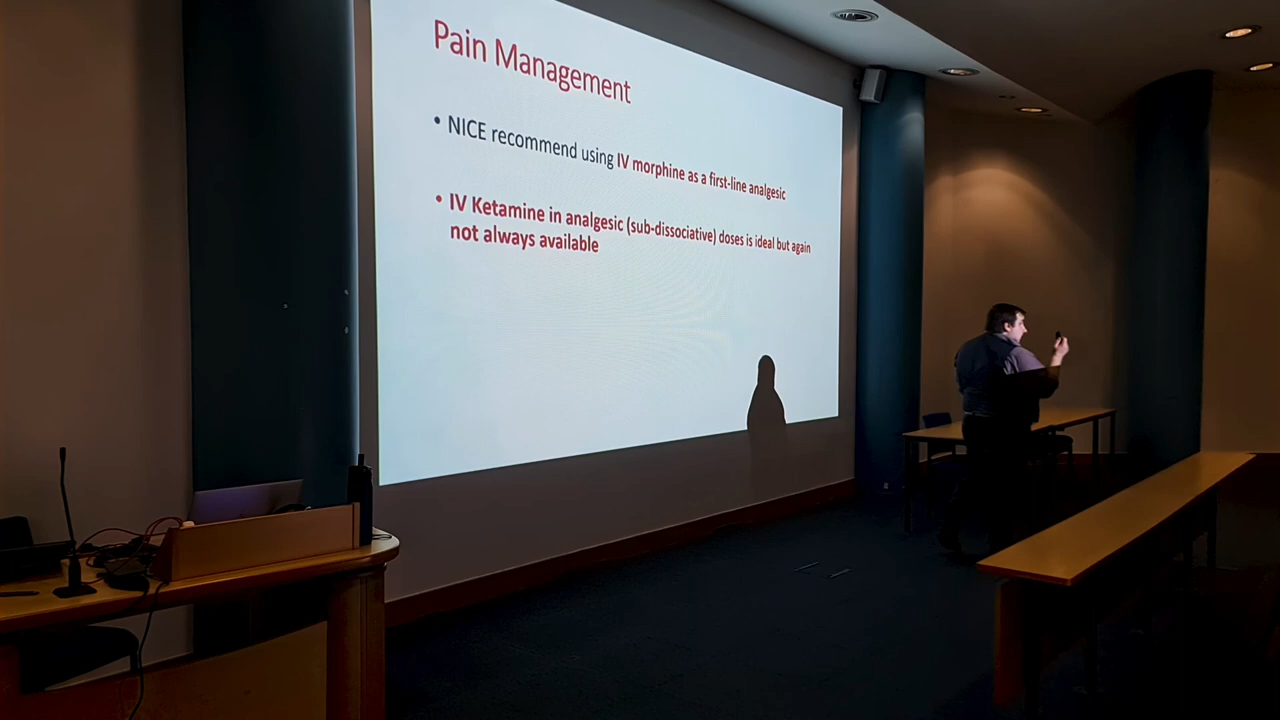 Pain Management
• NICE recommend using IV morphine as a first-line analgesic
• IV Ketamine in analgesic (sub-dissociative) doses is ideal but again
not always available